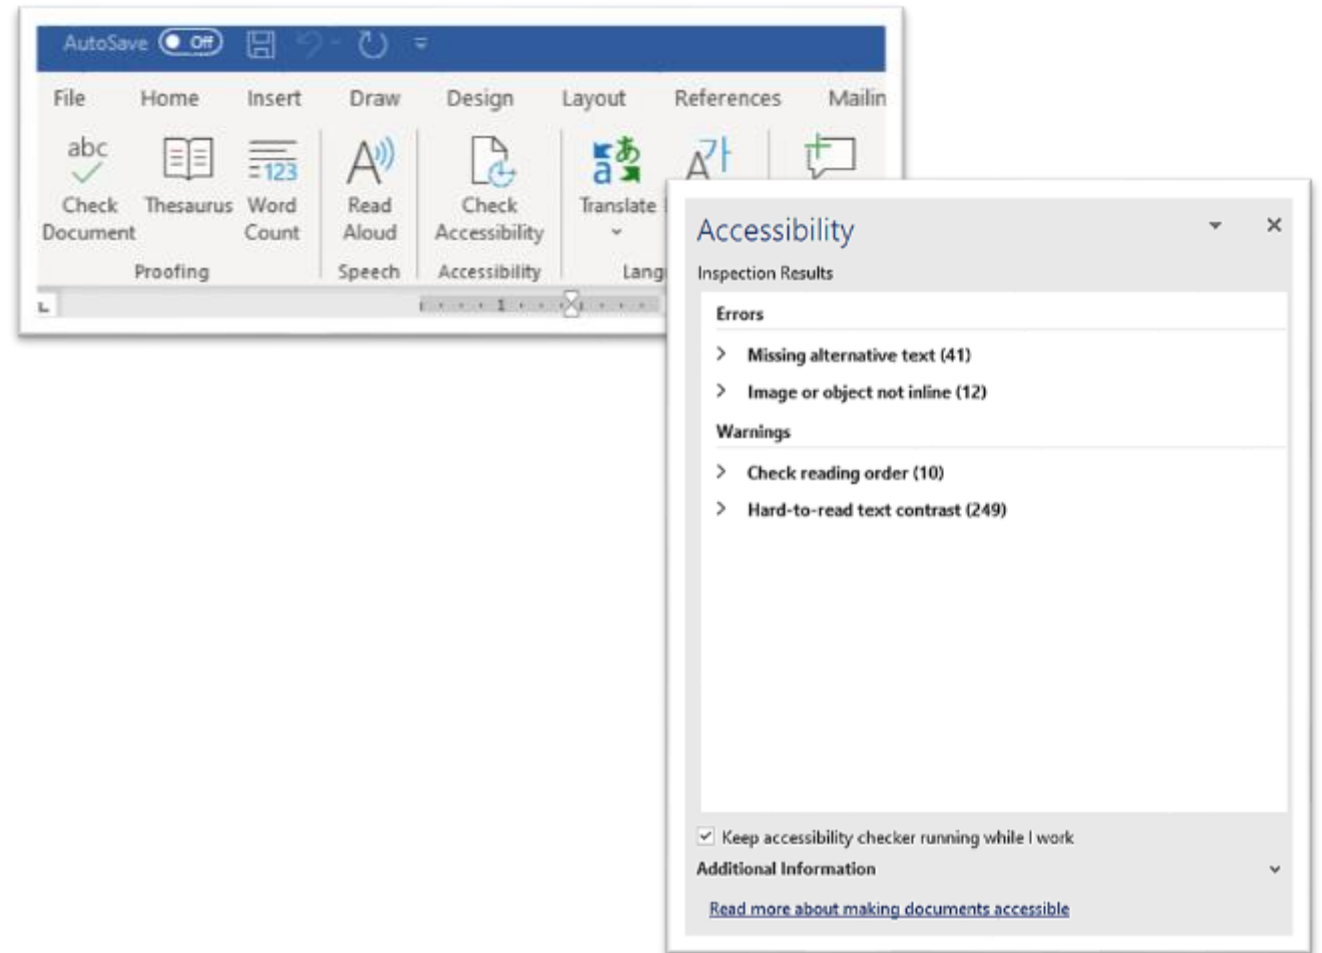 AutoSave Off
File Home Insert Draw Design Layout References Mailin
abc
123
Check Document
Thesaurus
Word Count
Read Aloud
Check Accessibility
Translate
Proofing Speech Accessibility Lang
1
Accessibility
Inspection Results
Errors
Missing alternative text (41)
Image or object not inline (12)
Warnings
Check reading order (10)
Hard-to-read text contrast (249)
Keep accessibility checker running while I work
Additional Information
Read more about making documents accessible